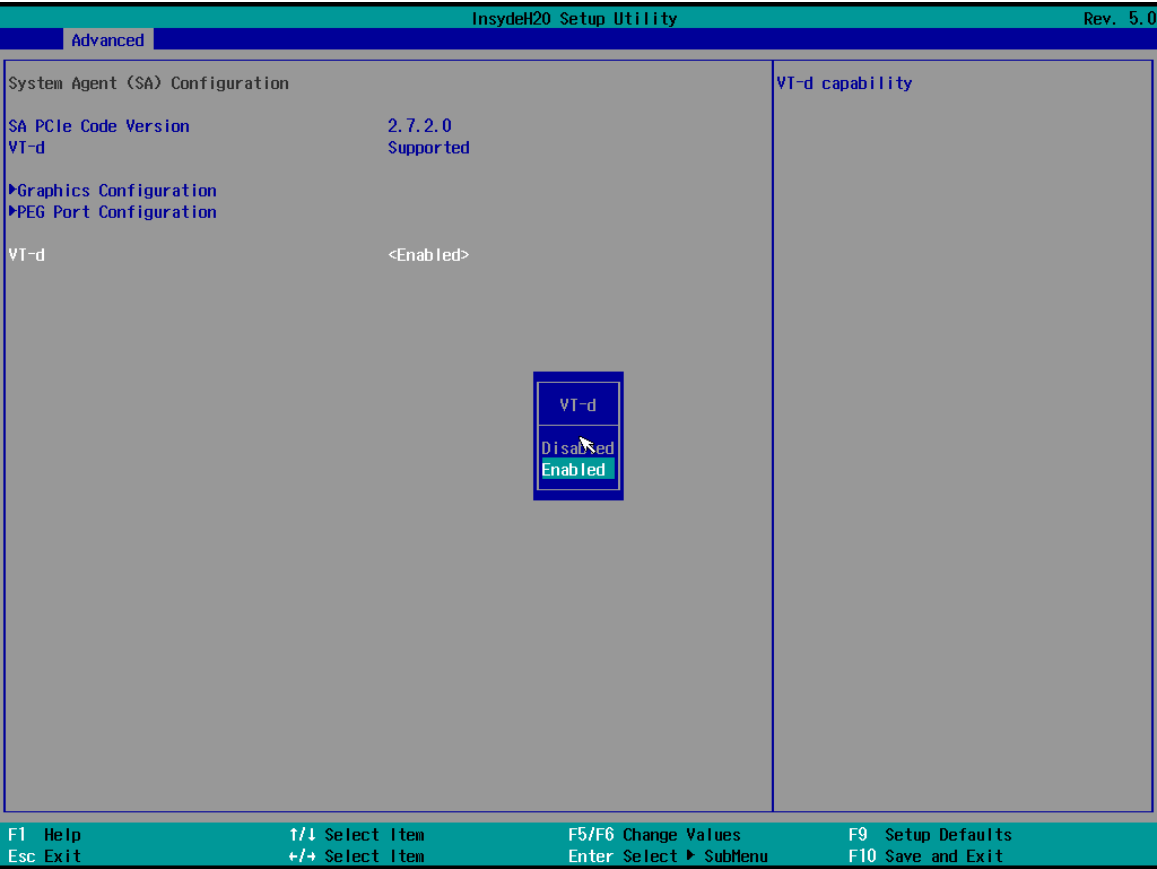 InsydeH20 Setup Utility Rev. 5.0
Advanced
System Agent (SA) Configuration
VT-d capability
SA PCIe Code Version 2.7.2.0
VT-d Supported
▶Graphics Configuration
▶PEG Port Configuration
VT-d <Enabled>
VT-d
Disabled
Enabled
F1 Help ↑/↓ Select Item F5/F6 Change Values F9 Setup Defaults
Esc Exit ←/→ Select Item Enter Select ▶ SubMenu F10 Save and Exit